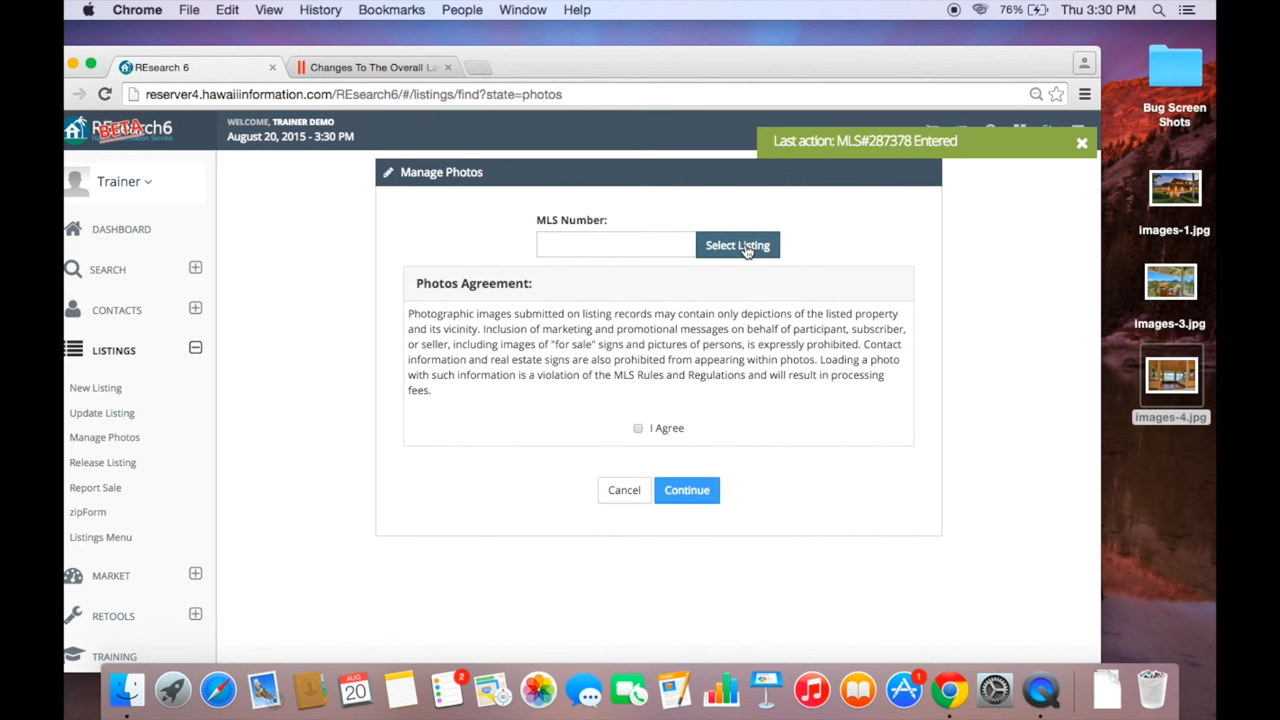 Chrome File Edit View History Bookmarks People Window Help 76% Thu 3:30 PM
REsearch 6 Changes To The Overall La
reserver4.hawaiiinformation.com/REsearch6/#/listings/find?state=photos
REsearch6
BETA
WELCOME, TRAINER DEMO
August 20, 2015 - 3:30 PM
Last action: MLS#287378 Entered
Trainer
DASHBOARD
SEARCH
CONTACTS
LISTINGS
New Listing
Update Listing
Manage Photos
Release Listing
Report Sale
zipForm
Listings Menu
MARKET
RETOOLS
TRAINING
Manage Photos
MLS Number:
Select Listing
Photos Agreement:
Photographic images submitted on listing records may contain only depictions of the listed property
and its vicinity. Inclusion of marketing and promotional messages on behalf of participant, subscriber,
or seller, including images of "for sale" signs and pictures of persons, is expressly prohibited. Contact
information and real estate signs are also prohibited from appearing within photos. Loading a photo
with such information is a violation of the MLS Rules and Regulations and will result in processing
fees.
I Agree
Cancel Continue
Bug Screen
Shots
images-1.jpg
images-3.jpg
images-4.jpg
AUG
20
2
1